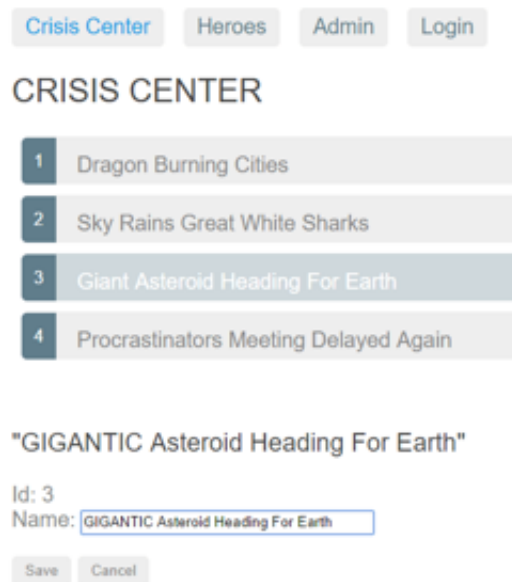 Crisis Center Heroes Admin Login
CRISIS CENTER
1 Dragon Burning Cities
2 Sky Rains Great White Sharks
3 Giant Asteroid Heading For Earth
4 Procrastinators Meeting Delayed Again
"GIGANTIC Asteroid Heading For Earth"
Id: 3
Name: GIGANTIC Asteroid Heading For Earth
Save Cancel